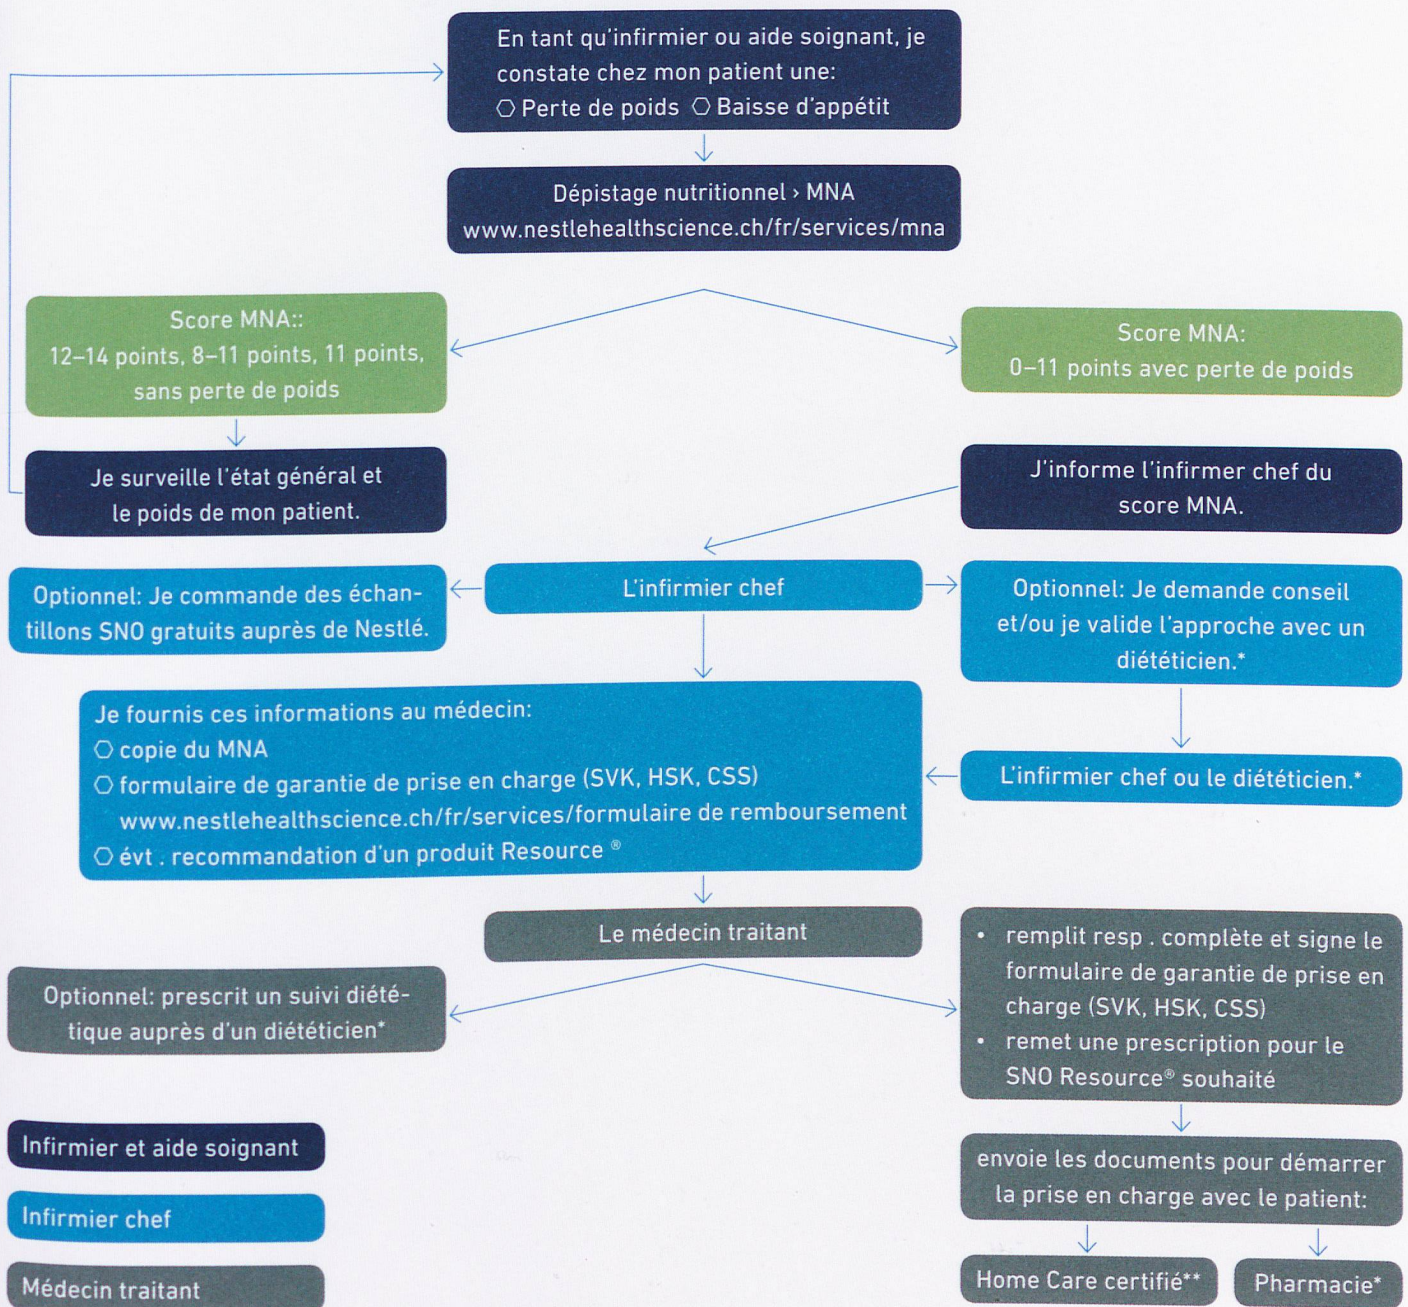 En tant qu'infirmier ou aide soignant, je
constate chez mon patient une:
Perte de poids Baisse d'appétit
Dépistage nutritionnel › MNA
www.nestlehealthscience.ch/fr/services/mna
Score MNA::
12–14 points, 8–11 points, 11 points,
sans perte de poids
Score MNA:
0–11 points avec perte de poids
Je surveille l'état général et
le poids de mon patient.
J'informe l'infirmer chef du
score MNA.
Optionnel: Je commande des échan-
tillons SNO gratuits auprès de Nestlé.
L'infirmier chef
Optionnel: Je demande conseil
et/ou je valide l'approche avec un
diététicien.*
Je fournis ces informations au médecin:
copie du MNA
formulaire de garantie de prise en charge (SVK, HSK, CSS)
www.nestlehealthscience.ch/fr/services/formulaire de remboursement
évt . recommandation d'un produit Resource ®
L'infirmier chef ou le diététicien.*
Le médecin traitant
Optionnel: prescrit un suivi diété-
tique auprès d'un diététicien*
• remplit resp . complète et signe le
formulaire de garantie de prise en
charge (SVK, HSK, CSS)
• remet une prescription pour le
SNO Resource® souhaité
envoie les documents pour démarrer
la prise en charge avec le patient:
Home Care certifié**
Pharmacie*
Infirmier et aide soignant
Infirmier chef
Médecin traitant